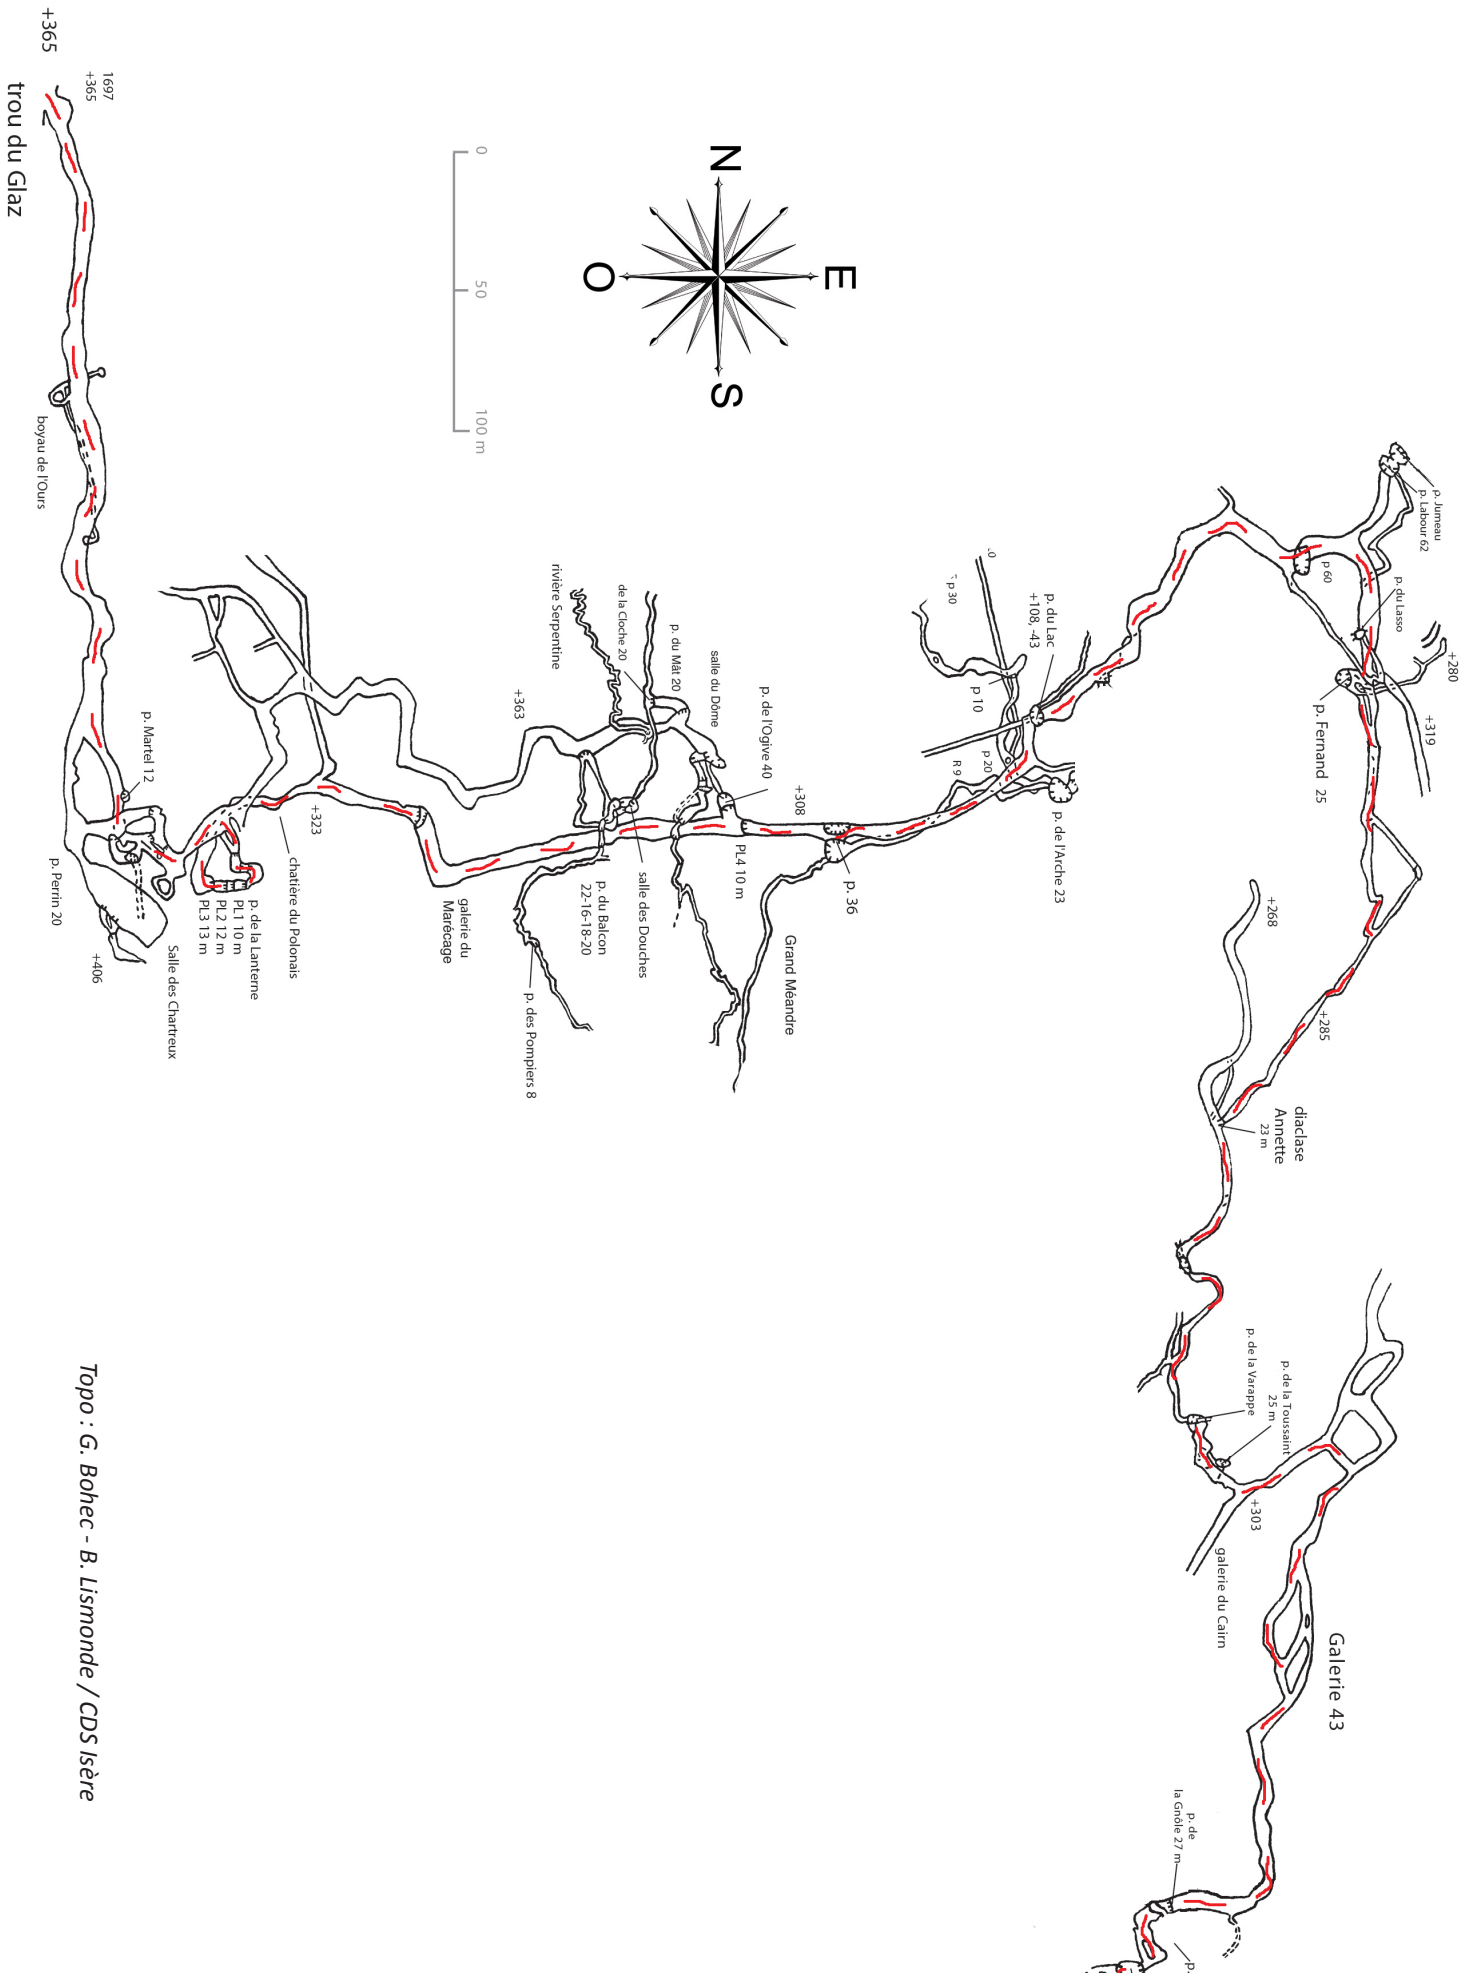 +365
trou du Glaz
1697
+365
boyau de l'Ours
N
E
S
O
0
50
100 m
p. Martel 12
p. Perrin 20
+406
Salle des Chartreux
p. de la Lanterne
PL1 10 m
PL2 12 m
PL3 13 m
chatière du Polonais
+323
galerie du
Marécage
+363
rivière Serpentine
de la Cloche 20
p. du Mât 20
salle du Dôme
p. de l'Ogive 40
+308
PL4 10 m
salle des Douches
p. du Balcon
22-16-18-20
p. des Pompiers 8
Grand Méandre
p. 36
p 30
p. du Lac
+108, -43
p 10
p 20
R 9
p. de l'Arche 23
p. Jumeau
p. Labour 62
p 60
p. du Lasso
+280
+319
p. Fernand 25
+268
+285
diaclase
Annette
23 m
p. de la Varappe
p. de la Toussaint
25 m
+303
galerie du Cairn
Galerie 43
p. de
la Gnôle 27 m
p.
Topo : G. Bohec - B. Lismonde / CDS Isère